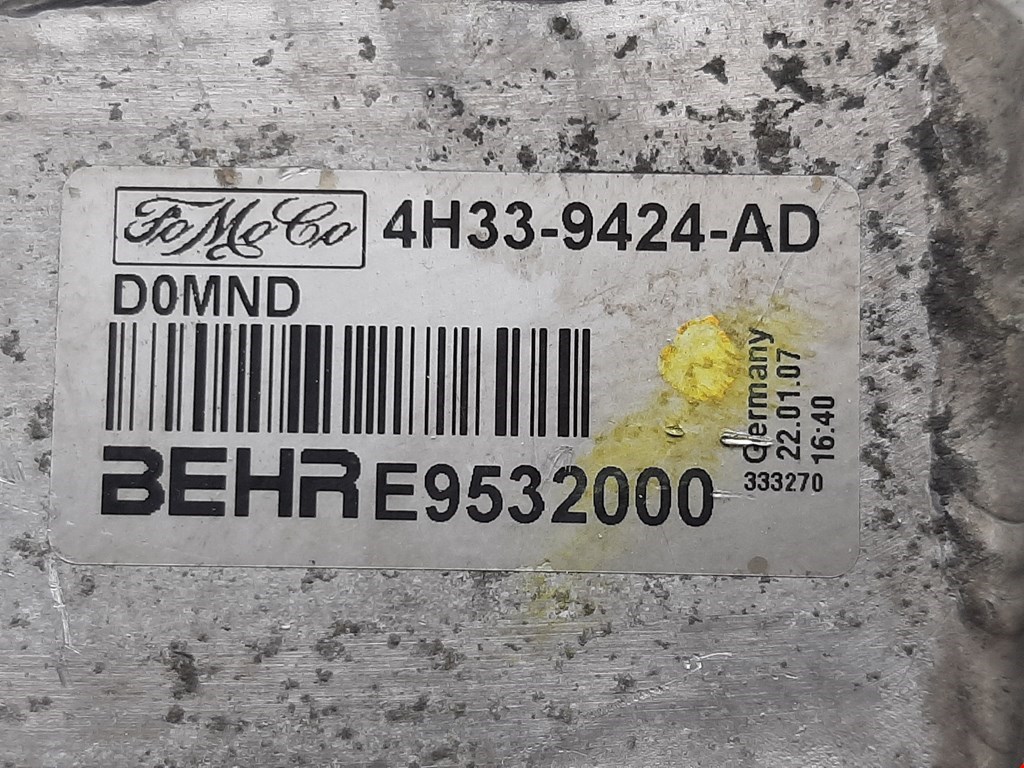 FoMoCo 4H33-9424-AD
D0MND
BEHR E9532000
Germany
22.01.07
16:40
333270